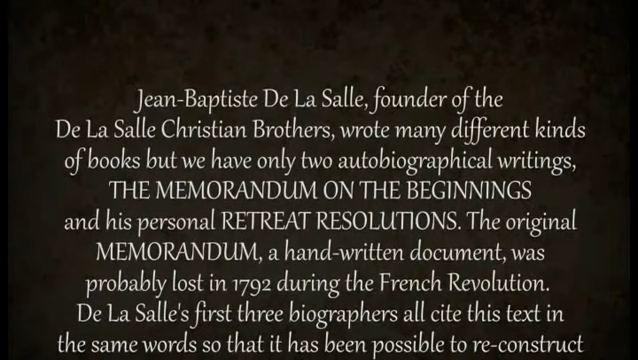 Jean-Baptiste De La Salle, founder of the
De La Salle Christian Brothers, wrote many different kinds
of books but we have only two autobiographical writings,
THE MEMORANDUM ON THE BEGINNINGS
and his personal RETREAT RESOLUTIONS. The original
MEMORANDUM, a hand-written document, was
probably lost in 1792 during the French Revolution.
De La Salle's first three biographers all cite this text in
the same words so that it has been possible to re-construct